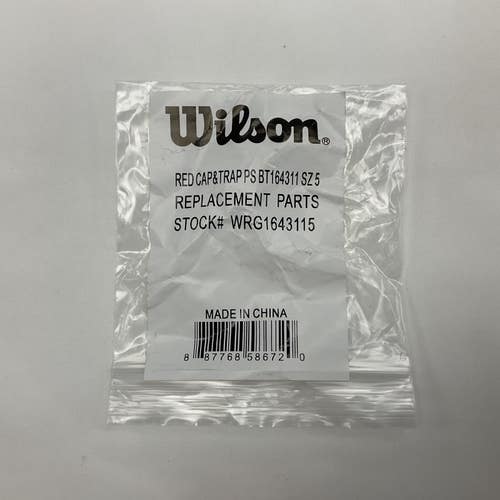 Wilson®
RED CAP&TRAP PS BT164311 SZ 5
REPLACEMENT PARTS
STOCK# WRG1643115
MADE IN CHINA
8 87768 58672 0